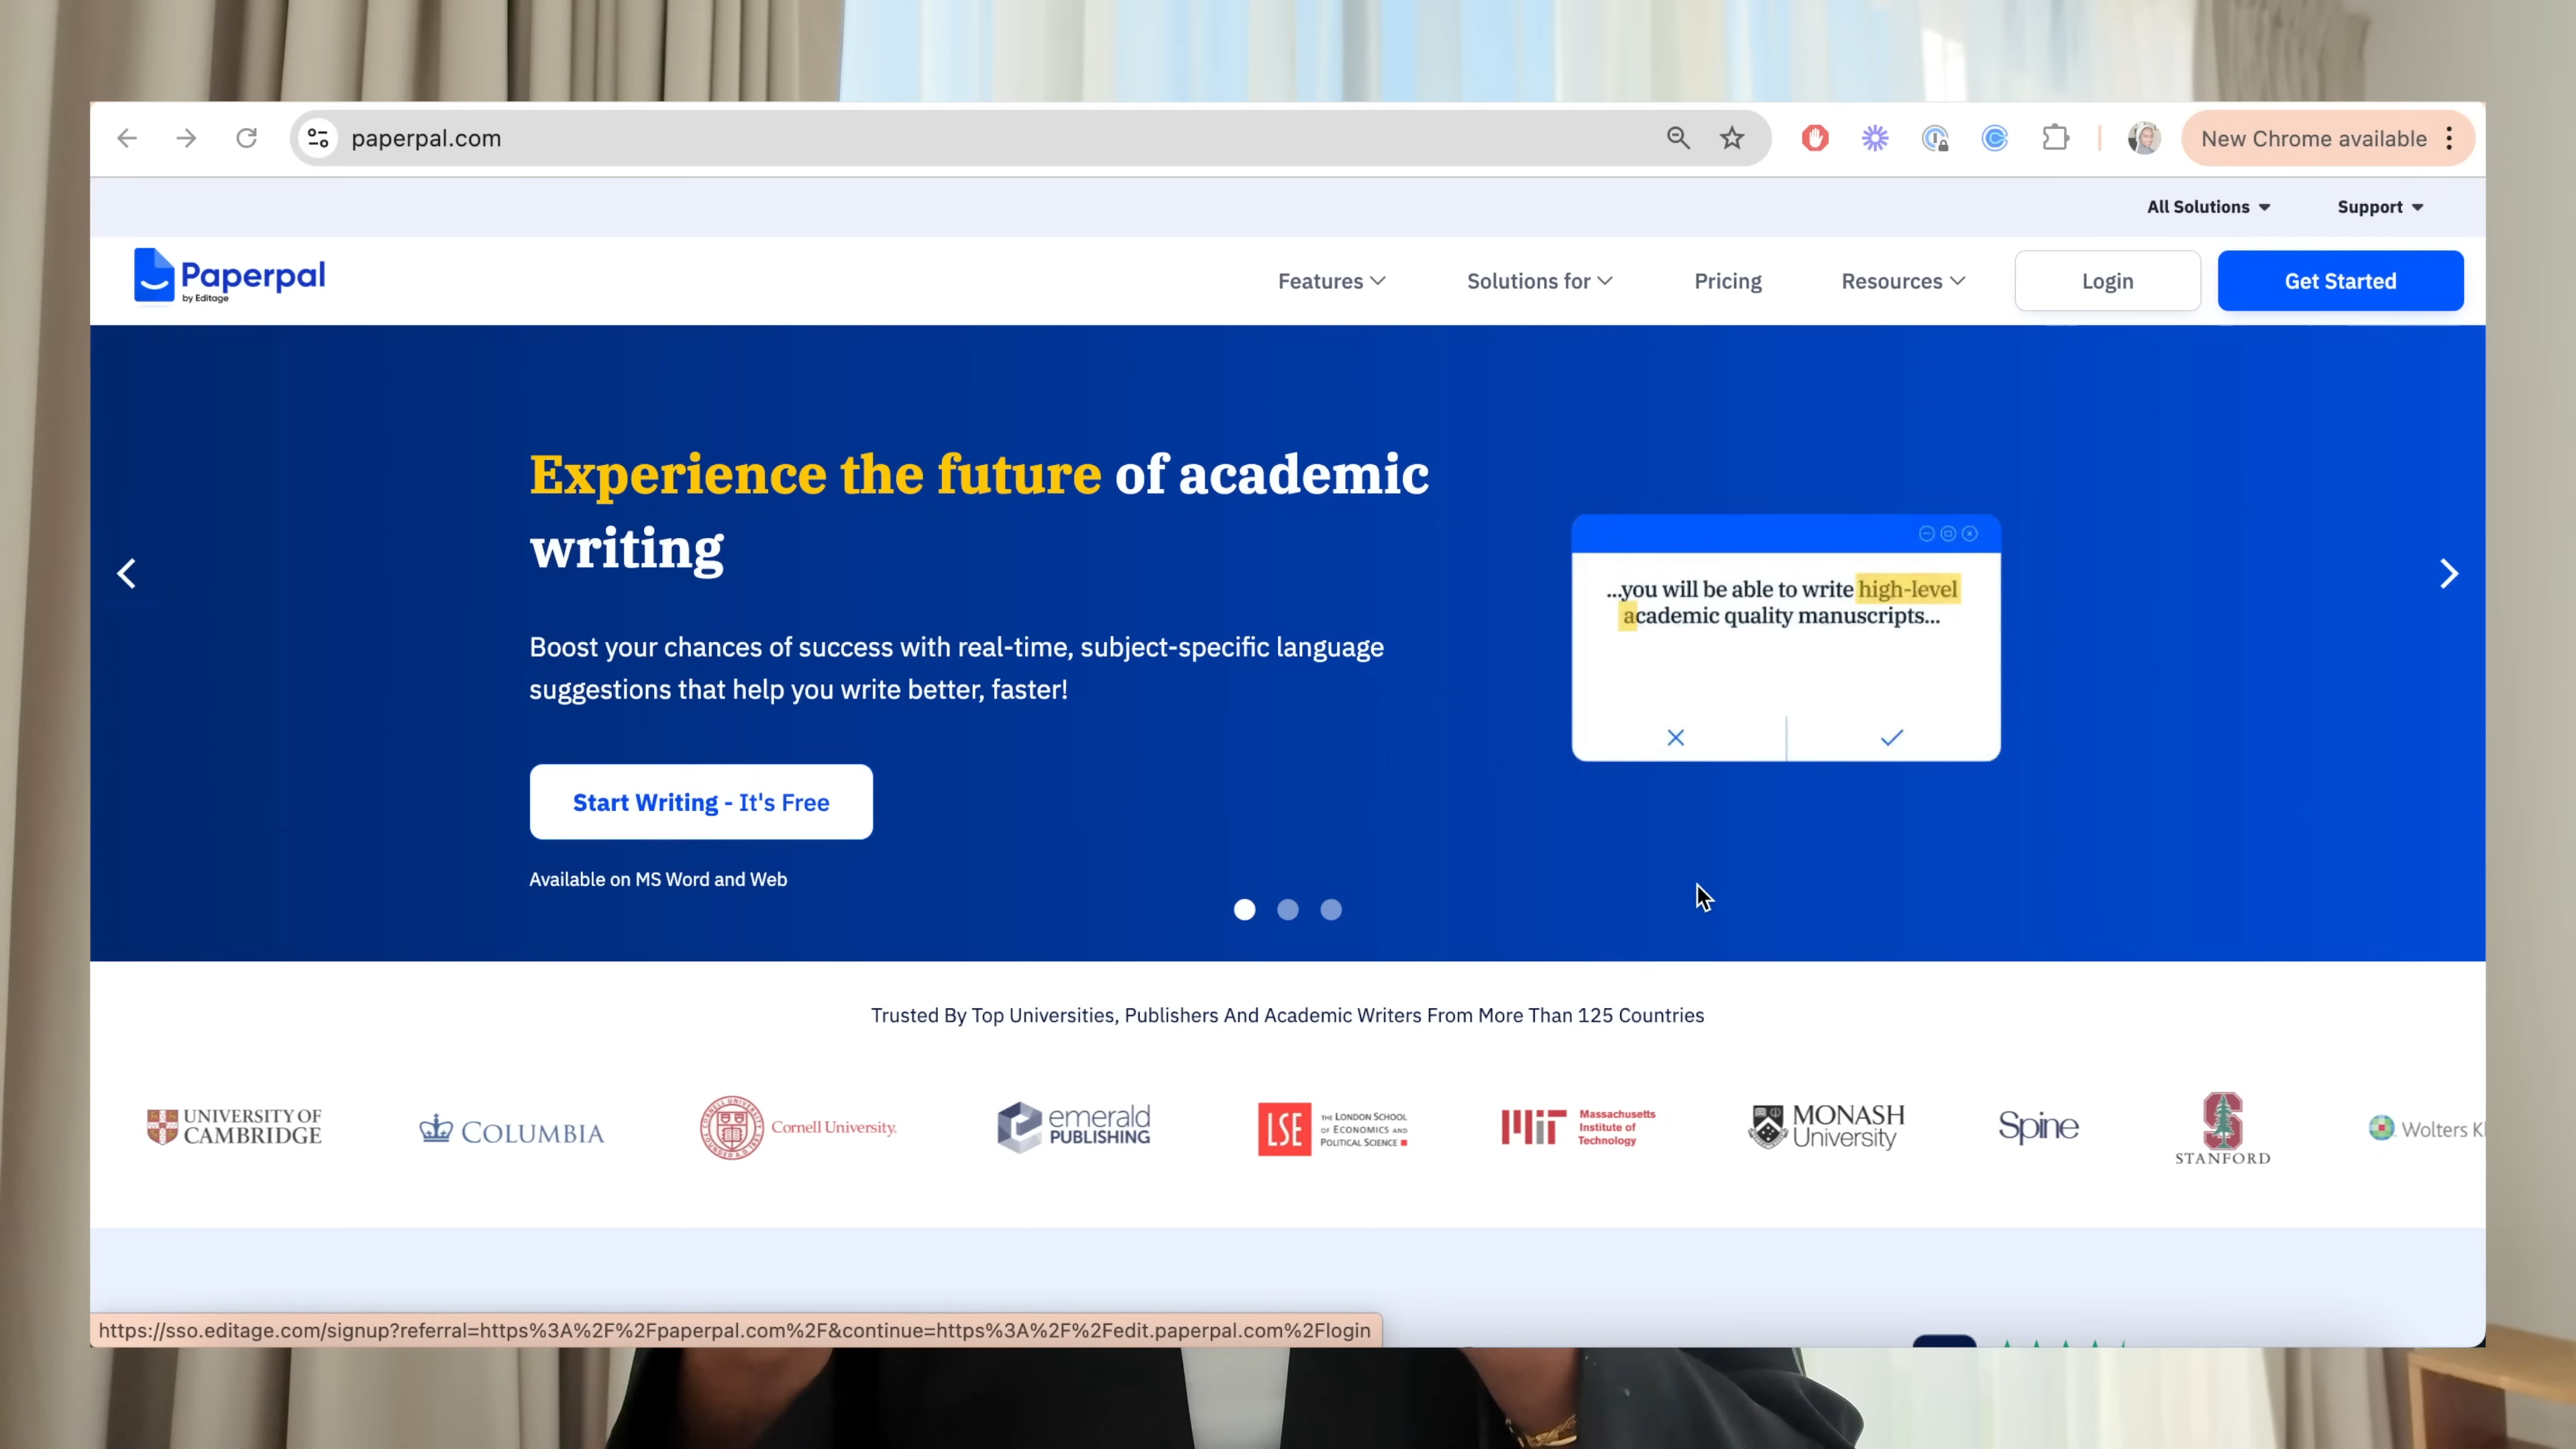 paperpal.com
New Chrome available
All Solutions
Support
Paperpal
by Editage
Features
Solutions for
Pricing
Resources
Login
Get Started
Experience the future of academic
writing
Boost your chances of success with real-time, subject-specific language
suggestions that help you write better, faster!
Start Writing - It's Free
Available on MS Word and Web
...you will be able to write high-level
academic quality manuscripts...
Trusted By Top Universities, Publishers And Academic Writers From More Than 125 Countries
UNIVERSITY OF
CAMBRIDGE
COLUMBIA
Cornell University.
emerald
PUBLISHING
LSE
THE LONDON SCHOOL
OF ECONOMICS AND
POLITICAL SCIENCE
MIT
Massachusetts
Institute of
Technology
MONASH
University
Spine
STANFORD
Wolters
https://sso.editage.com/signup?referral=https%3A%2F%2Fpaperpal.com%2F&continue=https%3A%2F%2Fedit.paperpal.com%2Flogin